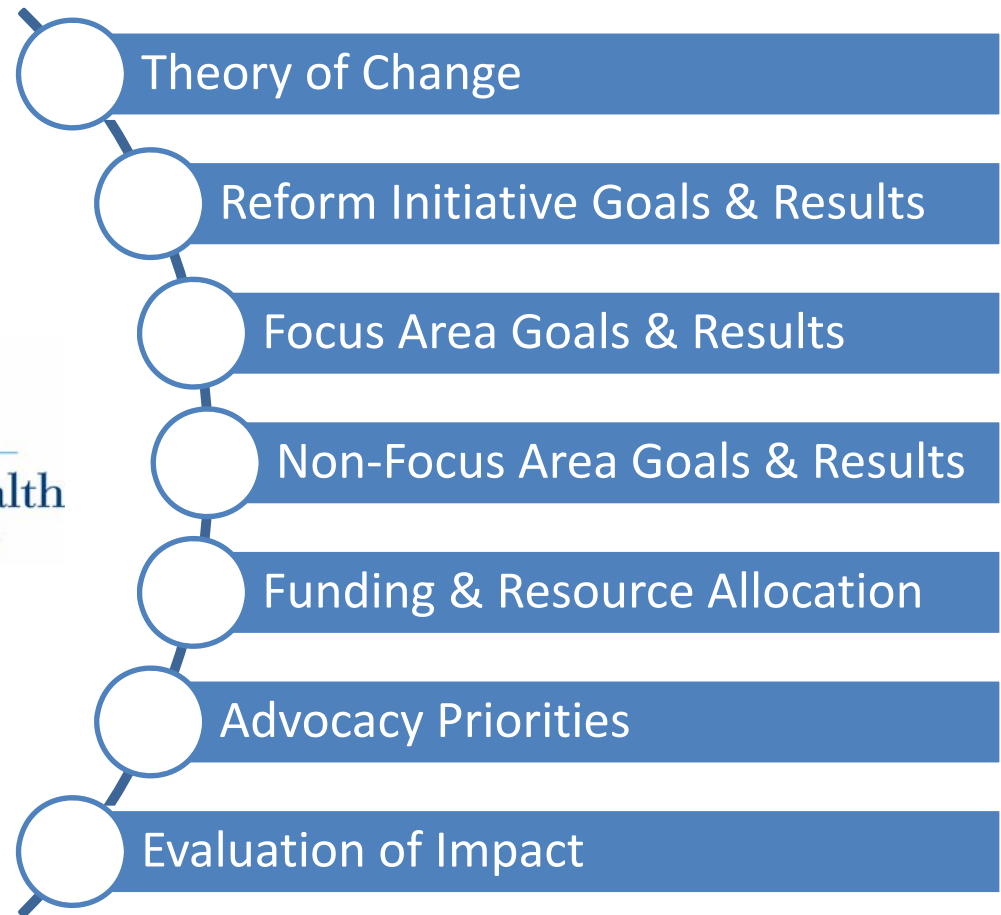 Theory of Change
Reform Initiative Goals & Results
Focus Area Goals & Results
Non-Focus Area Goals & Results
alth
Funding & Resource Allocation
Advocacy Priorities
Evaluation of Impact